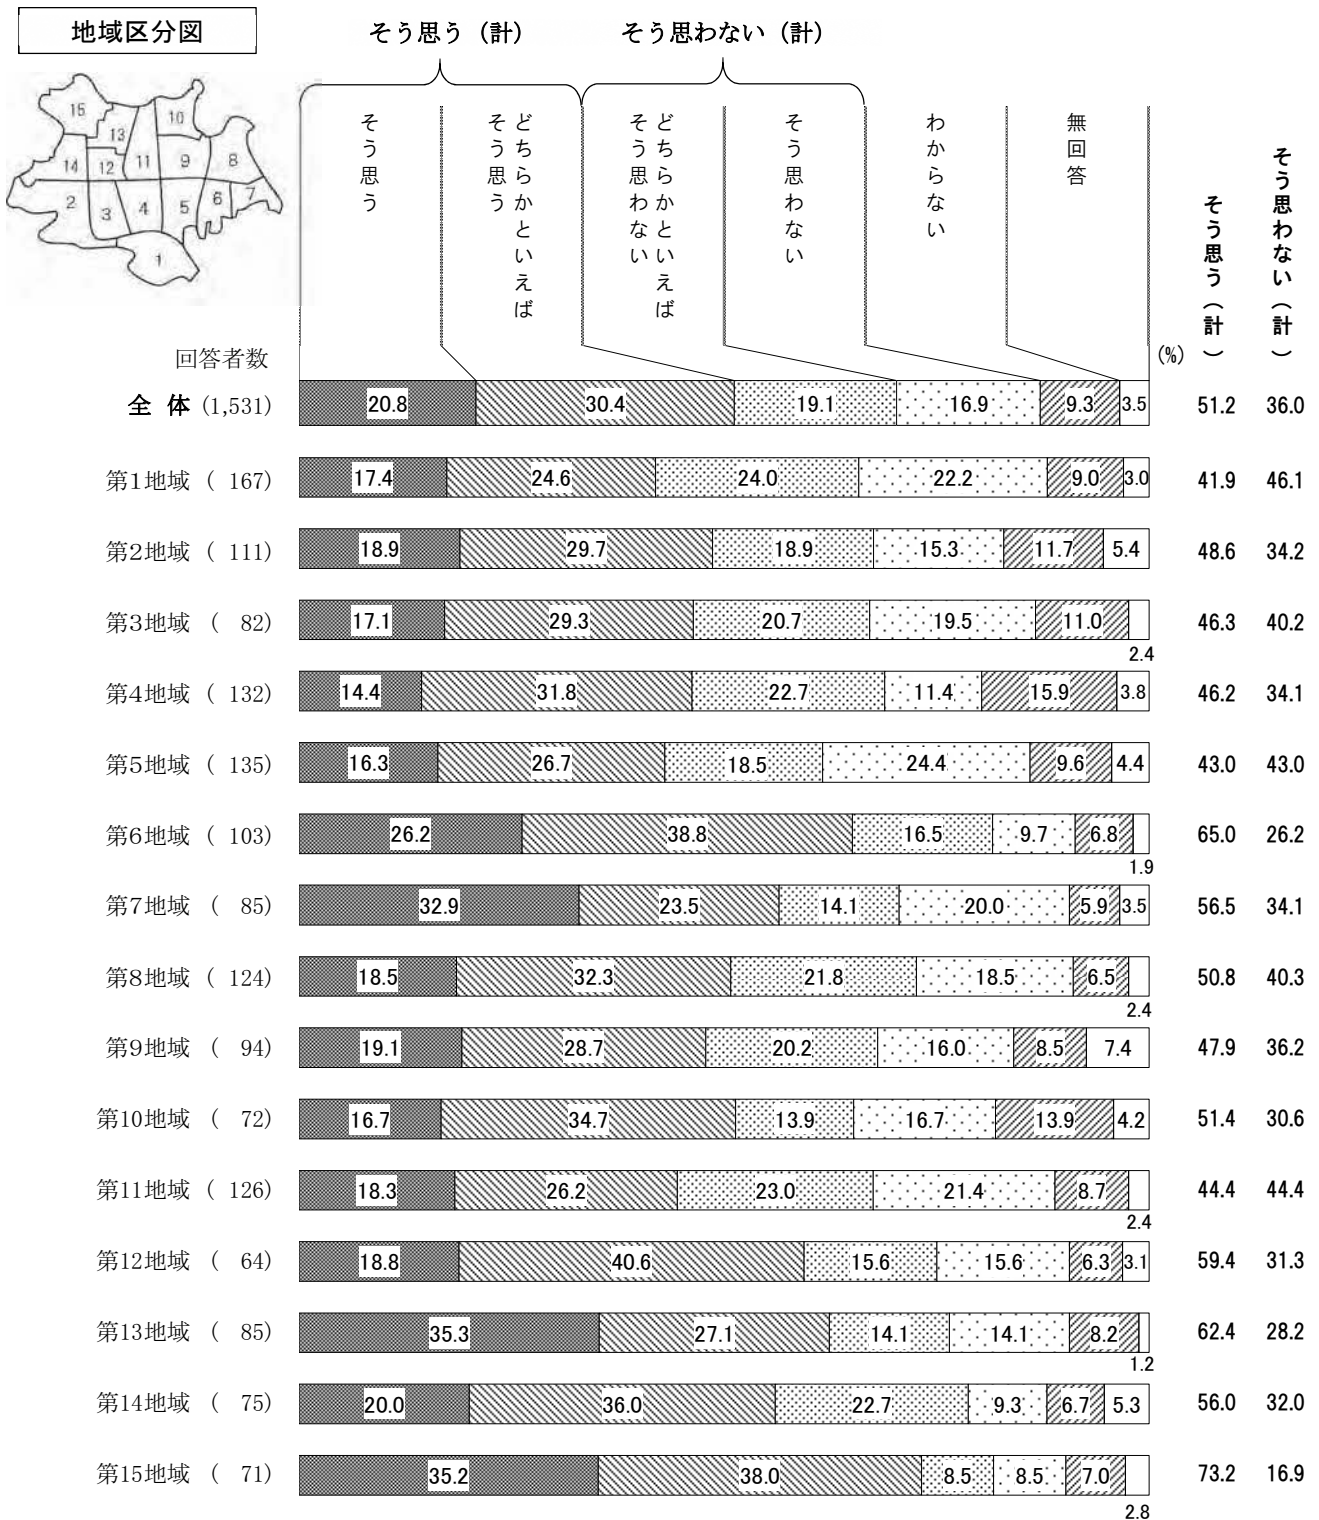 地域区分図
そう思う（計）
そう思わない（計）
15
10
13
14
12
11
9
8
2
3
4
5
6
7
1
そう思う
どちらかといえば
そう思う
どちらかといえば
そう思わない
そう思わない
わからない
無回答
そう思う（計）
そう思わない（計）
回答者数
(%)
全 体 (1,531) 20.8 30.4 19.1 16.9 9.3 3.5 51.2 36.0
第1地域 ( 167) 17.4 24.6 24.0 22.2 9.0 3.0 41.9 46.1
第2地域 ( 111) 18.9 29.7 18.9 15.3 11.7 5.4 48.6 34.2
第3地域 ( 82) 17.1 29.3 20.7 19.5 11.0 2.4 46.3 40.2
第4地域 ( 132) 14.4 31.8 22.7 11.4 15.9 3.8 46.2 34.1
第5地域 ( 135) 16.3 26.7 18.5 24.4 9.6 4.4 43.0 43.0
第6地域 ( 103) 26.2 38.8 16.5 9.7 6.8 1.9 65.0 26.2
第7地域 ( 85) 32.9 23.5 14.1 20.0 5.9 3.5 56.5 34.1
第8地域 ( 124) 18.5 32.3 21.8 18.5 6.5 2.4 50.8 40.3
第9地域 ( 94) 19.1 28.7 20.2 16.0 8.5 7.4 47.9 36.2
第10地域 ( 72) 16.7 34.7 13.9 16.7 13.9 4.2 51.4 30.6
第11地域 ( 126) 18.3 26.2 23.0 21.4 8.7 2.4 44.4 44.4
第12地域 ( 64) 18.8 40.6 15.6 15.6 6.3 3.1 59.4 31.3
第13地域 ( 85) 35.3 27.1 14.1 14.1 8.2 1.2 62.4 28.2
第14地域 ( 75) 20.0 36.0 22.7 9.3 6.7 5.3 56.0 32.0
第15地域 ( 71) 35.2 38.0 8.5 8.5 7.0 2.8 73.2 16.9